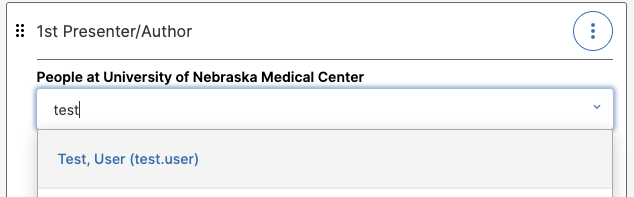 1st Presenter/Author
People at University of Nebraska Medical Center
test
Test, User (test.user)